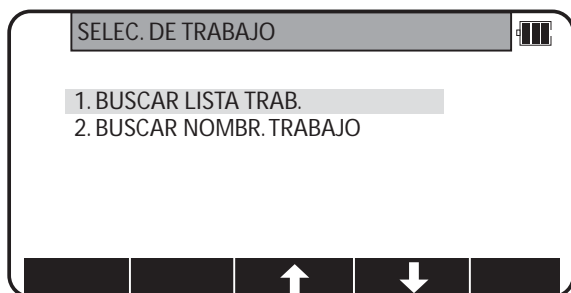 SELEC. DE TRABAJO
1. BUSCAR LISTA TRAB.
2. BUSCAR NOMBR. TRABAJO